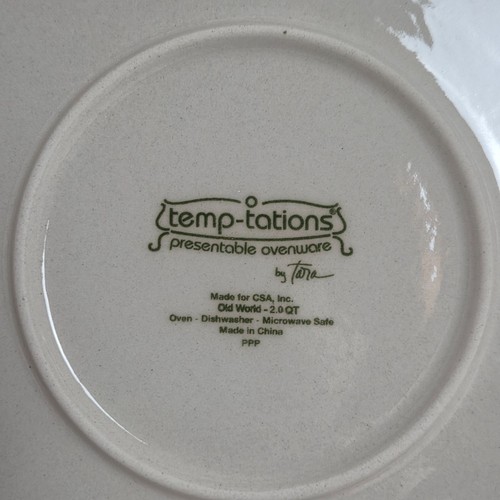 temp-tations®
presentable ovenware
by Tara
Made for CSA, Inc.
Old World - 2.0 QT
Oven - Dishwasher - Microwave Safe
Made in China
PPP